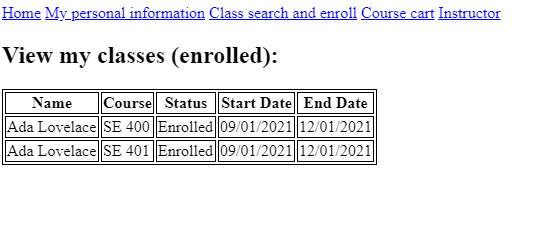 Home My personal information Class search and enroll Course cart Instructor
View my classes (enrolled):
Name Course Status Start Date End Date
Ada Lovelace SE 400 Enrolled 09/01/2021 12/01/2021
Ada Lovelace SE 401 Enrolled 09/01/2021 12/01/2021